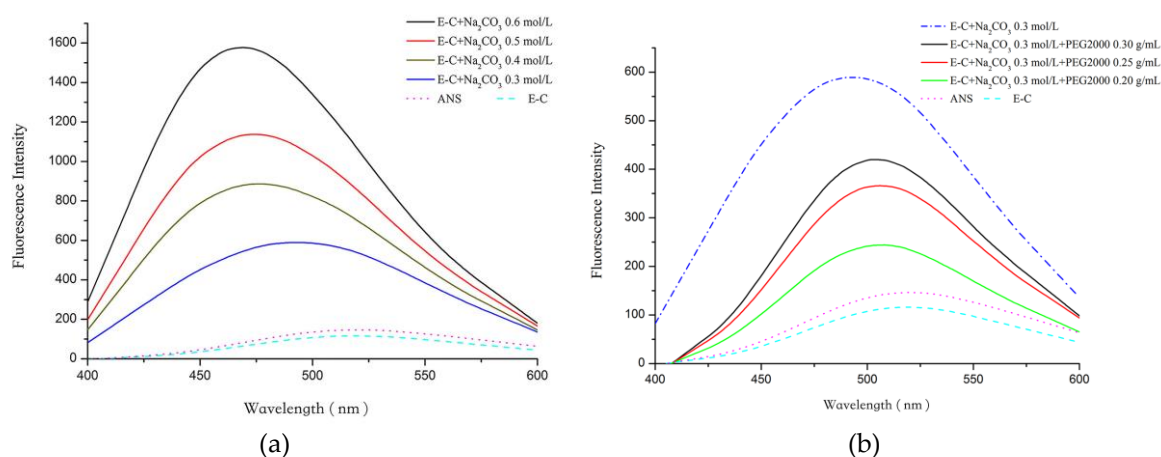 E-C+Na₂CO₃ 0.6 mol/L
E-C+Na₂CO₃ 0.5 mol/L
E-C+Na₂CO₃ 0.4 mol/L
E-C+Na₂CO₃ 0.3 mol/L
ANS E-C
1600
1400
1200
1000
800
600
400
200
0
Fluorescence Intensity
400 450 500 550 600
Wavelength ( nm )
(a)
E-C+Na₂CO₃ 0.3 mol/L
E-C+Na₂CO₃ 0.3 mol/L+PEG2000 0.30 g/mL
E-C+Na₂CO₃ 0.3 mol/L+PEG2000 0.25 g/mL
E-C+Na₂CO₃ 0.3 mol/L+PEG2000 0.20 g/mL
ANS E-C
600
500
400
300
200
100
0
Fluorescence Intensity
400 450 500 550 600
Wavelength ( nm )
(b)